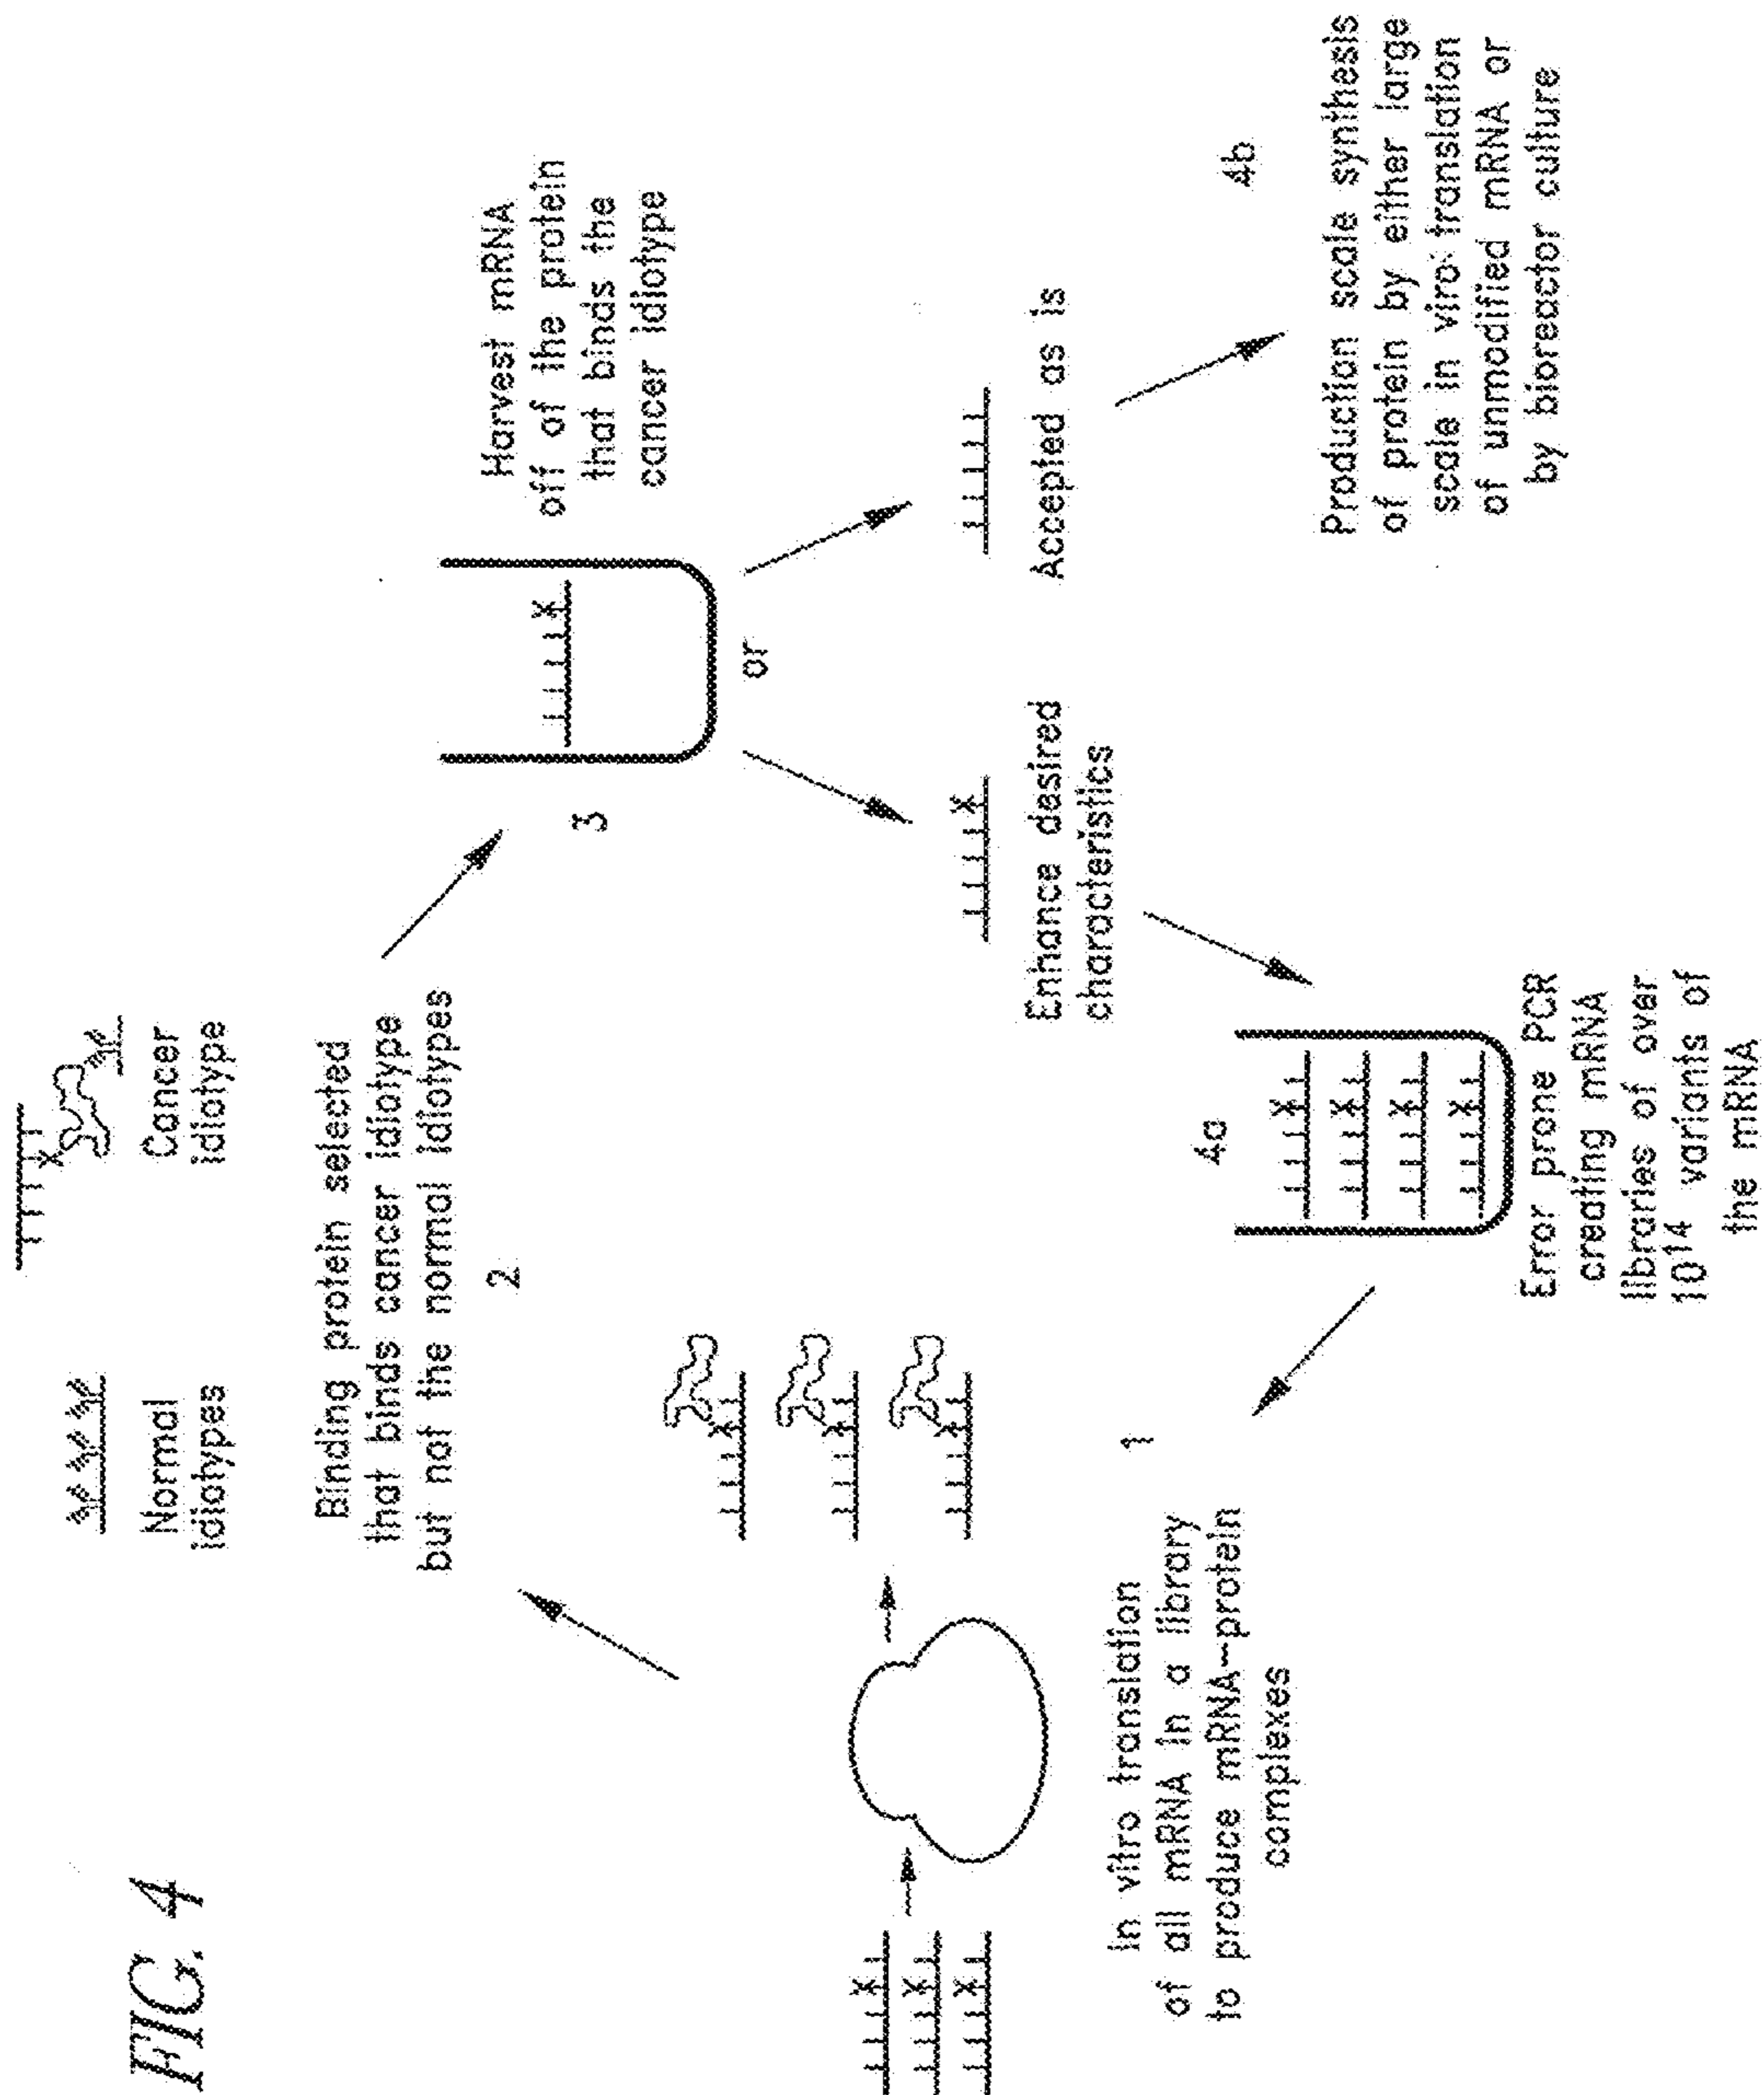 FIG. 4
Normal
idiotypes
Cancer
idiotype
Binding protein selected
that binds cancer idiotype
but not the normal idiotypes
2
Harvest mRNA
off of the protein
that binds the
cancer idiotype
3
or
1
In vitro translation
of all mRNA in a library
to produce mRNA-protein
complexes
Enhance desired
characteristics
Accepted as is
4a
Error prone PCR
creating mRNA
libraries of over
10¹⁴ variants of
the mRNA
4b
Production scale synthesis
of protein by either large
scale in viro translation
of unmodified mRNA or
by bioreactor culture